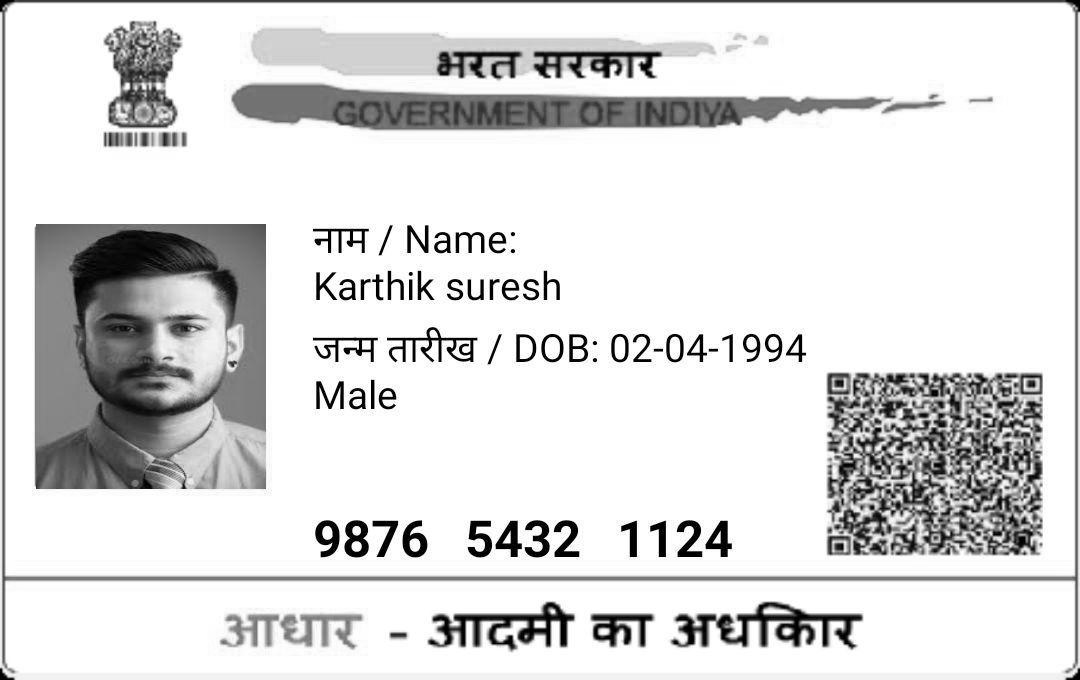 भरत सरकार
GOVERNMENT OF INDIYA
नाम / Name:
Karthik suresh
जन्म तारीख / DOB: 02-04-1994
Male
9876 5432 1124
आधार - आदमी का अधकिार